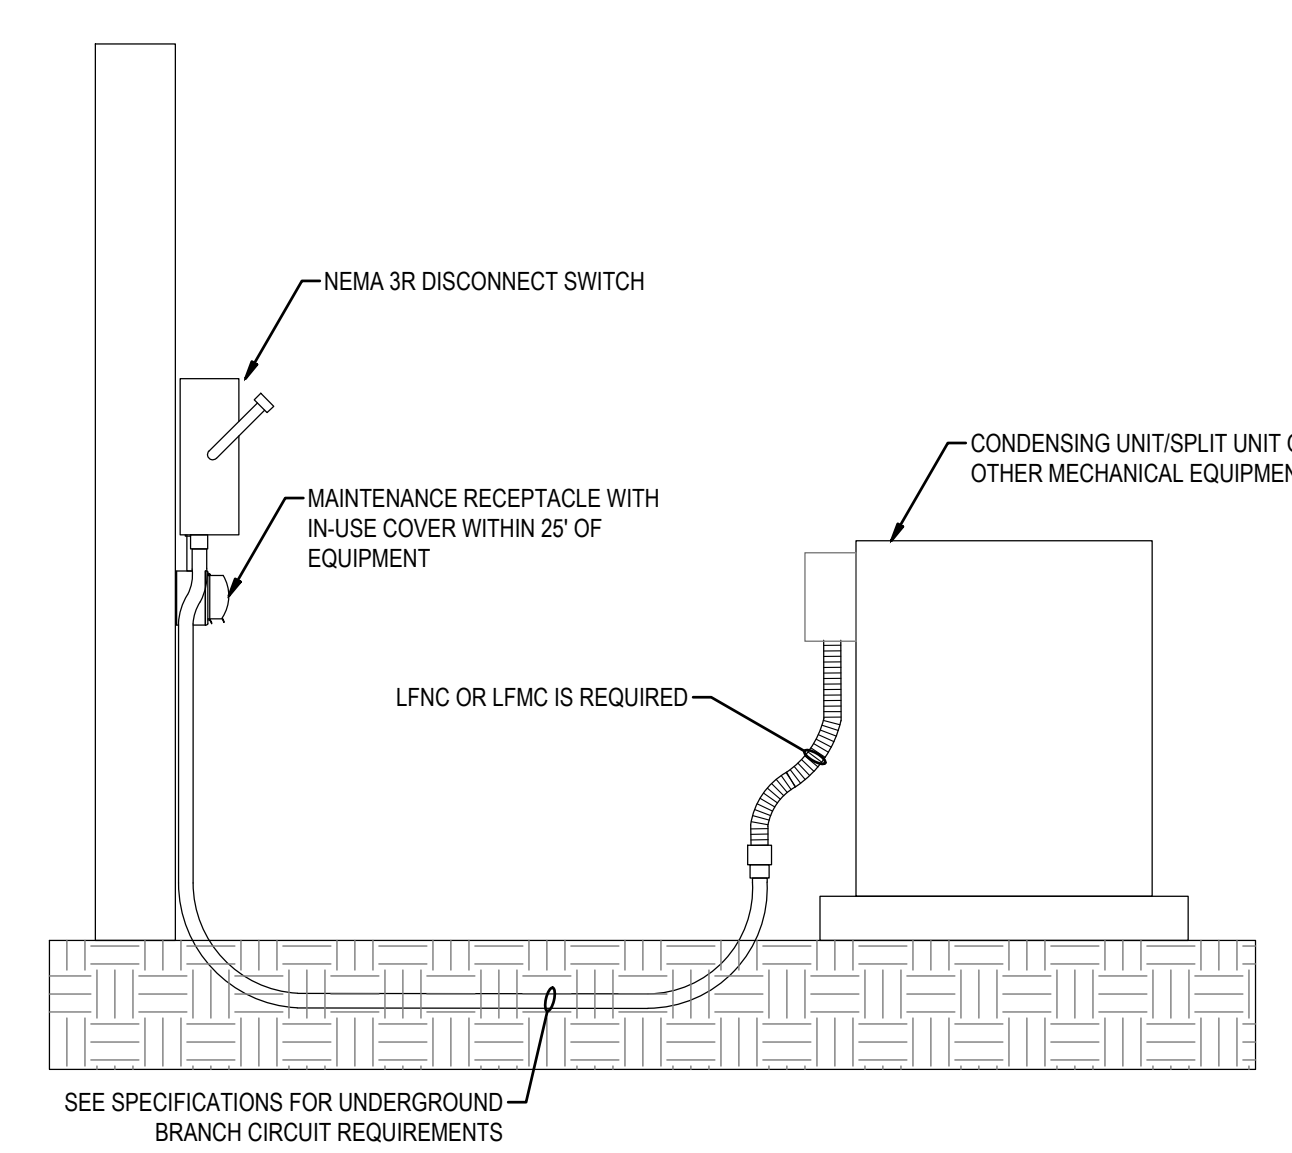 NEMA 3R DISCONNECT SWITCH
CONDENSING UNIT/SPLIT UNIT
OTHER MECHANICAL
MAINTENANCE RECEPTACLE WITH
IN-USE COVER WITHIN 25' OF
EQUIPMENT
LFNC OR LFMC IS REQUIRED
SEE SPECIFICATIONS FOR UNDERGROUND
BRANCH CIRCUIT REQUIREMENTS